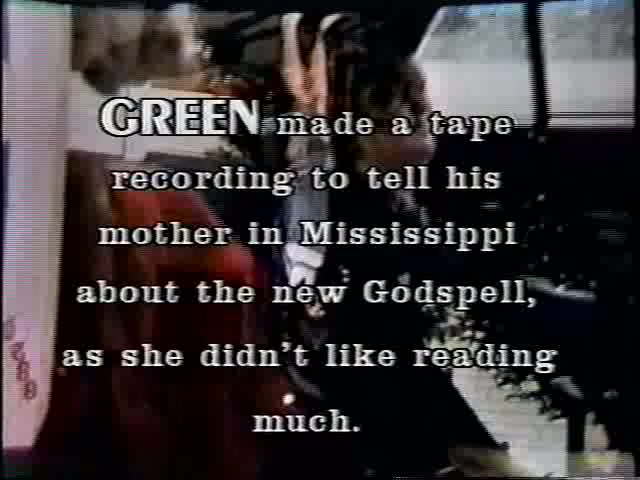 GREEN made a tape
recording to tell his
mother in Mississippi
about the new Godspell,
as she didn't like reading
much.